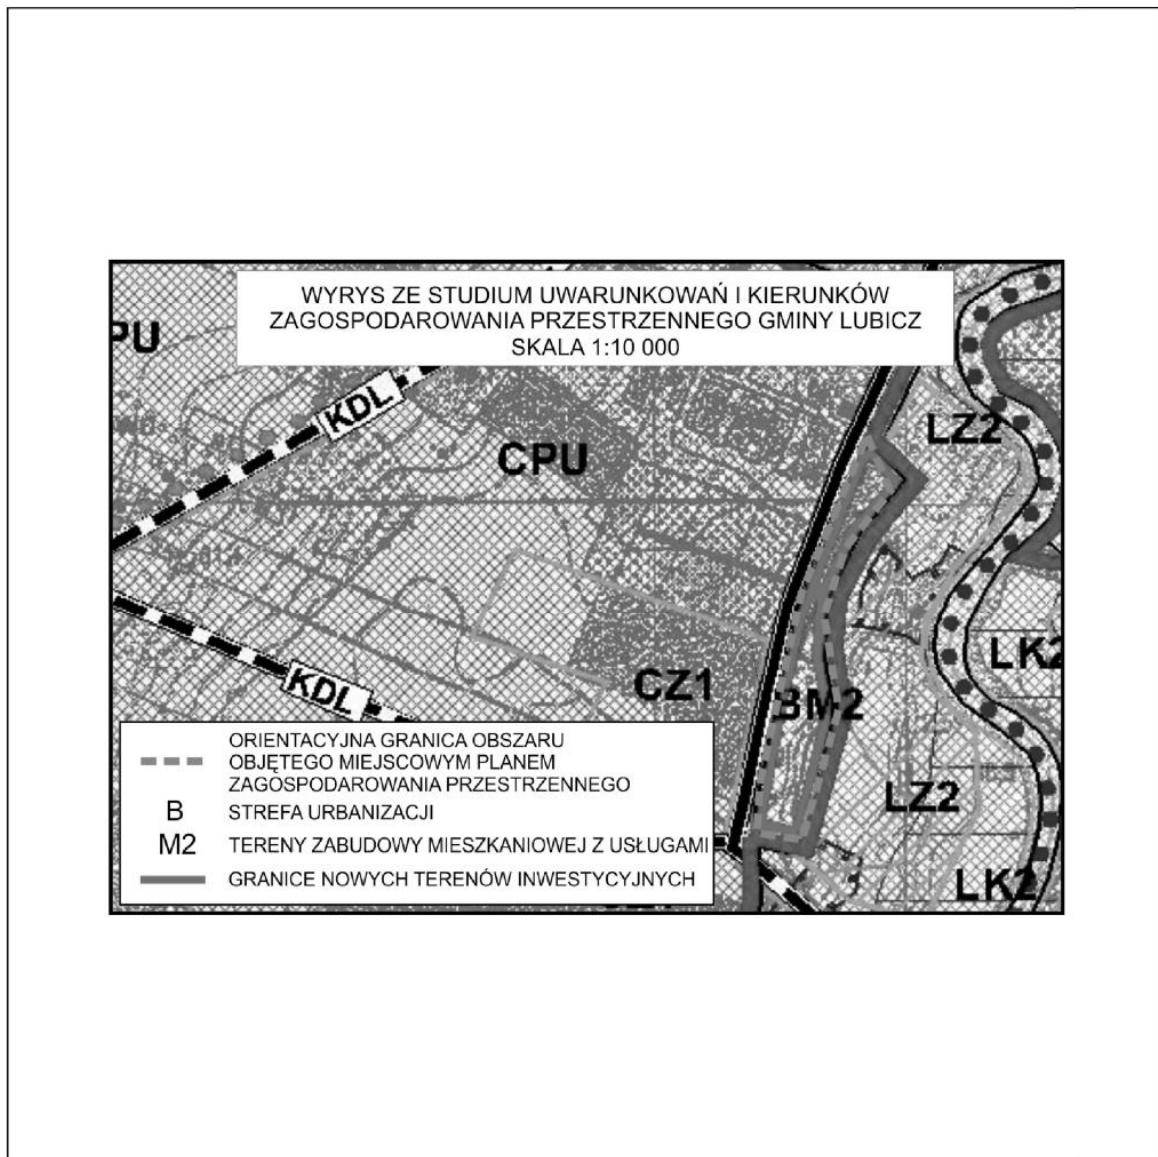 WYRYS ZE STUDIUM UWARUNKOWAŃ I KIERUNKÓW
ZAGOSPODAROWANIA PRZESTRZENNEGO GMINY LUBICZ
SKALA 1:10 000
PU
KDL
CPU
LZ2
KDL
CZ1
BM2
LK2
LZ2
LK2
ORIENTACYJNA GRANICA OBSZARU
OBJĘTEGO MIEJSCOWYM PLANEM
ZAGOSPODAROWANIA PRZESTRZENNEGO
B STREFA URBANIZACJI
M2 TERENY ZABUDOWY MIESZKANIOWEJ Z USŁUGAMI
GRANICE NOWYCH TERENÓW INWESTYCYJNYCH